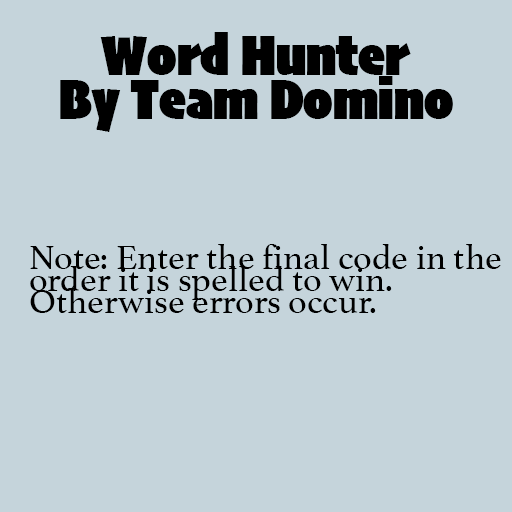 Word Hunter
By Team Domino
Note: Enter the final code in the
order it is spelled to win.
Otherwise errors occur.